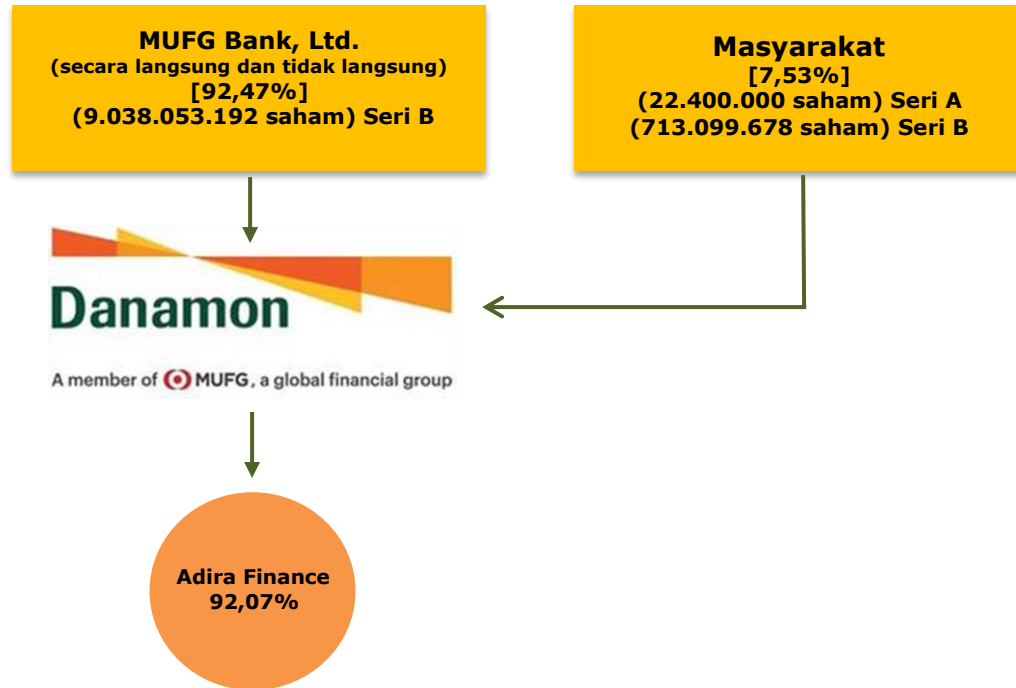 MUFG Bank, Ltd.
(secara langsung dan tidak langsung)
[92,47%]
(9.038.053.192 saham) Seri B
Masyarakat
[7,53%]
(22.400.000 saham) Seri A
(713.099.678 saham) Seri B
Danamon
A member of MUFG, a global financial group
Adira Finance
92,07%